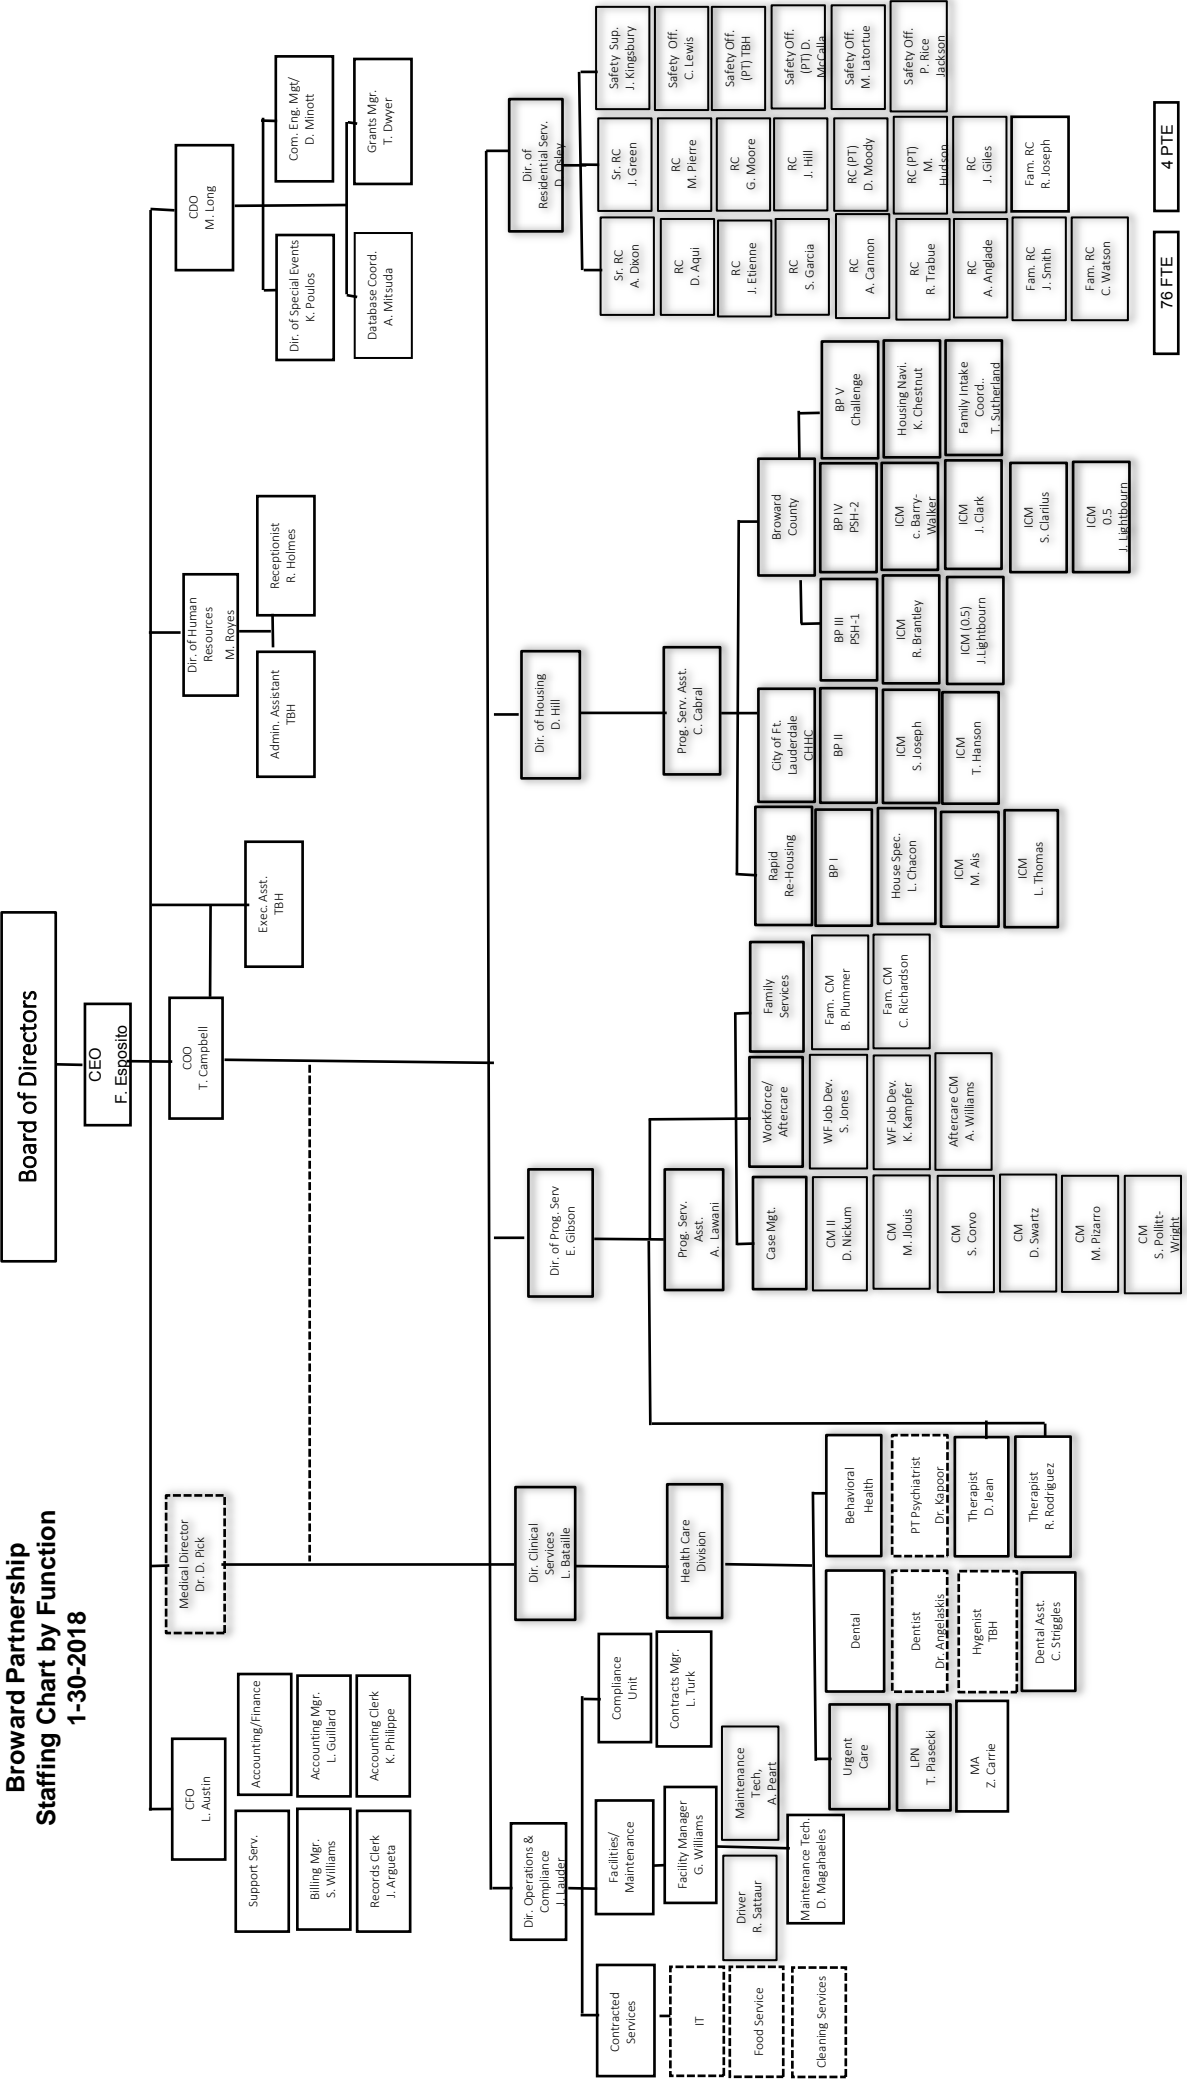 Broward Partnership
Staffing Chart by Function
1-30-2018
Board of Directors
CEO
F. Esposito
CFO
L. Austin
Support Serv.
Accounting/Finance
Billing Mgr.
S. Williams
Accounting Mgr.
L. Guillard
Records Clerk
J. Argueta
Accounting Clerk
K. Philippe
Medical Director
Dr. D. Pick
COO
T. Campbell
Exec. Asst.
TBH
Dir. of Human
Resources
M. Royes
Admin. Assistant
TBH
Receptionist
R. Holmes
CDO
M. Long
Dir. of Special Events
K. Poulos
Com. Eng. Mgt/
D. Minott
Database Coord.
A. Mitsuda
Grants Mgr.
T. Dwyer
Dir. Operations &
Compliance
J. Lauder
Contracted
Services
IT
Food Service
Cleaning Services
Facilities/
Maintenance
Facility Manager
G. Williams
Driver
R. Sattaur
Maintenance
Tech,
A. Peart
Maintenance Tech.
D. Magahaeles
Compliance
Unit
Contracts Mgr.
L. Turk
Dir. Clinical
Services
L. Bataille
Health Care
Division
Urgent
Care
LPN
T. Piasecki
MA
Z. Carrie
Dental
Dentist
Dr. Angelaskis
Hygenist
TBH
Dental Asst.
C. Striggles
Behavioral
Health
PT Psychiatrist
Dr. Kapoor
Therapist
D. Jean
Therapist
R. Rodriguez
Dir. of Prog. Serv
E. Gibson
Prog. Serv.
Asst.
A. Lawani
Case Mgt.
CM II
D. Nickum
CM
M. Jlouis
CM
S. Corvo
CM
D. Swartz
CM
M. Pizarro
CM
S. Pollitt-
Wright
Workforce/
Aftercare
WF Job Dev.
S. Jones
WF Job Dev.
K. Kampfer
Aftercare CM
A. Williams
Family
Services
Fam. CM
B. Plummer
Fam. CM
C. Richardson
Dir. of Housing
D. Hill
Prog. Serv. Asst.
C. Cabral
Rapid
Re-Housing
BP I
House Spec.
L. Chacon
ICM
M. Ais
ICM
L. Thomas
City of Ft.
Lauderdale
CHHC
BP II
ICM
S. Joseph
ICM
T. Hanson
Broward
County
BP III
PSH-1
ICM
R. Brantley
ICM (0.5)
J.Lightbourn
BP IV
PSH-2
ICM
c. Barry-
Walker
ICM
J. Clark
ICM
S. Clarilus
ICM
0.5
J. Lightbourn
BP V
Challenge
Housing Navi.
K. Chestnut
Family Intake
Coord..
T. Sutherland
Dir. of
Residential Serv.
D. Osley
Sr. RC
A. Dixon
RC
D. Aqui
RC
J. Etienne
RC
S. Garcia
RC
A. Cannon
RC
R. Trabue
RC
A. Anglade
Fam. RC
J. Smith
Fam. RC
C. Watson
Sr. RC
J. Green
RC
M. Pierre
RC
G. Moore
RC
J. Hill
RC (PT)
D. Moody
RC (PT)
M.
Hudson
RC
J. Giles
Fam. RC
R. Joseph
Safety Sup.
J. Kingsbury
Safety Off.
C. Lewis
Safety Off.
(PT) TBH
Safety Off.
(PT) D.
McCalla
Safety Off.
M. Latortue
Safety Off.
P. Rice
Jackson
76 FTE
4 PTE